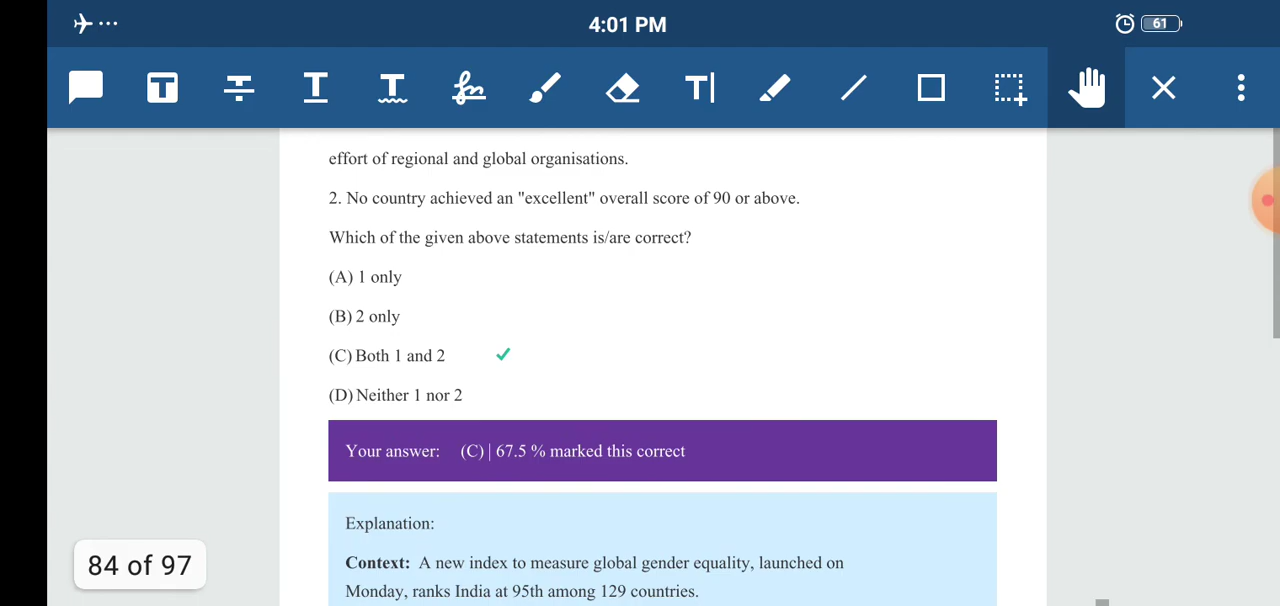 4:01 PM
61
effort of regional and global organisations.
2. No country achieved an "excellent" overall score of 90 or above.
Which of the given above statements is/are correct?
(A) 1 only
(B) 2 only
(C) Both 1 and 2
(D) Neither 1 nor 2
Your answer: (C) | 67.5 % marked this correct
Explanation:
Context: A new index to measure global gender equality, launched on
Monday, ranks India at 95th among 129 countries.
84 of 97